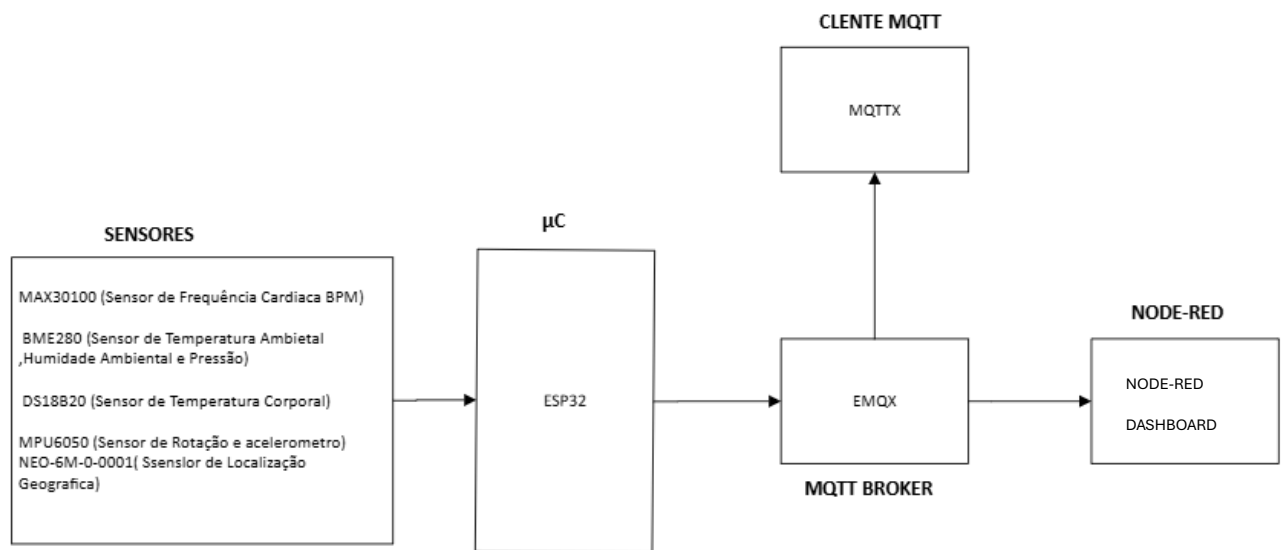 CLENTE MQTT
MQTTX
µC
SENSORES
MAX30100 (Sensor de Frequência Cardiaca BPM)
BME280 (Sensor de Temperatura Ambietal
,Humidade Ambiental e Pressão)
DS18B20 (Sensor de Temperatura Corporal)
MPU6050 (Sensor de Rotação e acelerometro)
NEO-6M-0-0001( Ssenslor de Localização
Geografica)
ESP32
EMQX
MQTT BROKER
NODE-RED
NODE-RED
DASHBOARD